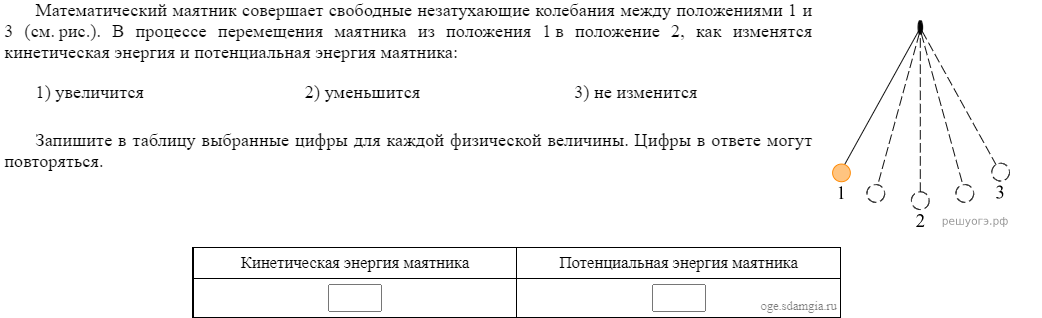 Математический маятник совершает свободные незатухающие колебания между положениями 1 и
3 (см. рис.). В процессе перемещения маятника из положения 1 в положение 2, как изменятся
кинетическая энергия и потенциальная энергия маятника:
1) увеличится 2) уменьшится 3) не изменится
Запишите в таблицу выбранные цифры для каждой физической величины. Цифры в ответе могут
повторяться.
1
2
3
решуогэ.рф
Кинетическая энергия маятника Потенциальная энергия маятника
oge.sdamgia.ru